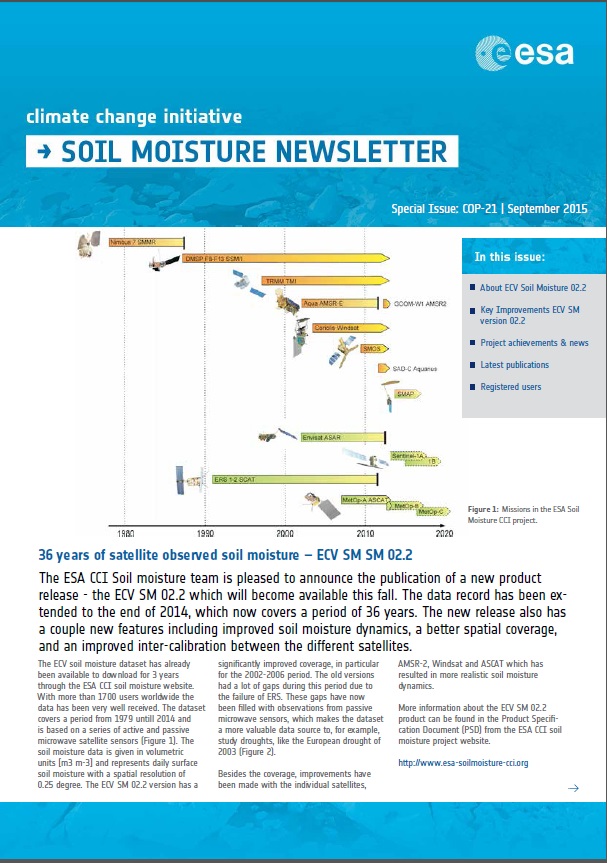 esa
climate change initiative
→ SOIL MOISTURE NEWSLETTER
Special Issue: COP-21 | September 2015
Nimbus 7 SMMR
DMSP F8-F13 SSM/I
TRMM TMI
Aqua AMSR-E
GCOM-W1 AMSR2
Coriolis Windsat
SMOS
SAD-C Aquarius
SMAP
Envisat ASAR
Sentinel-1A
1B
ERS 1-2 SCAT
MetOp-A ASCAT
MetOp-B
MetOp-C
1980
1990
2000
2010
2020
In this issue:
About ECV Soil Moisture 02.2
Key Improvements ECV SM
version 02.2
Project achievements & news
Latest publications
Registered users
Figure 1: Missions in the ESA Soil
Moisture CCI project.
36 years of satellite observed soil moisture – ECV SM SM 02.2
The ESA CCI Soil moisture team is pleased to announce the publication of a new product
release - the ECV SM 02.2 which will become available this fall. The data record has been ex-
tended to the end of 2014, which now covers a period of 36 years. The new release also has
a couple new features including improved soil moisture dynamics, a better spatial coverage,
and an improved inter-calibration between the different satellites.
The ECV soil moisture dataset has already
been available to download for 3 years
through the ESA CCI soil moisture website.
With more than 1700 users worldwide the
data has been very well received. The dataset
covers a period from 1979 untill 2014 and
is based on a series of active and passive
microwave satellite sensors (Figure 1). The
soil moisture data is given in volumetric
units [m3 m-3] and represents daily surface
soil moisture with a spatial resolution of
0.25 degree. The ECV SM 02.2 version has a
significantly improved coverage, in particular
for the 2002-2006 period. The old versions
had a lot of gaps during this period due to
the failure of ERS. These gaps have now
been filled with observations from passive
microwave sensors, which makes the dataset
a more valuable data source to, for example,
study droughts, like the European drought of
2003 (Figure 2).
Besides the coverage, improvements have
been made with the individual satellites,
AMSR-2, Windsat and ASCAT which has
resulted in more realistic soil moisture
dynamics.
More information about the ECV SM 02.2
product can be found in the Product Specifi-
cation Document (PSD) from the ESA CCI soil
moisture project website.
http://www.esa-soilmoisture-cci.org
→